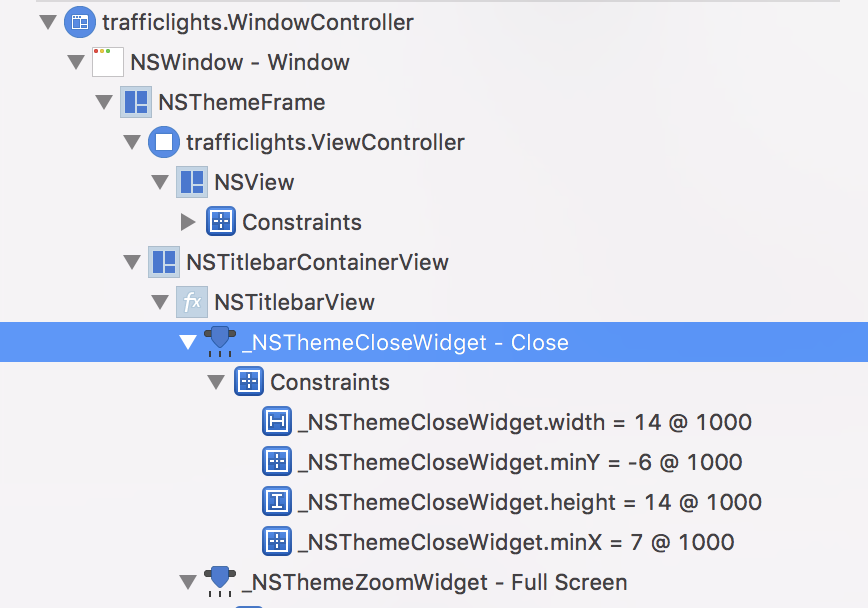 trafficlights.WindowController
NSWindow - Window
NSThemeFrame
trafficlights.ViewController
NSView
Constraints
NSTitlebarContainerView
fx NSTitlebarView
_NSThemeCloseWidget - Close
Constraints
_NSThemeCloseWidget.width = 14 @ 1000
_NSThemeCloseWidget.minY = -6 @ 1000
_NSThemeCloseWidget.height = 14 @ 1000
_NSThemeCloseWidget.minX = 7 @ 1000
_NSThemeZoomWidget - Full Screen